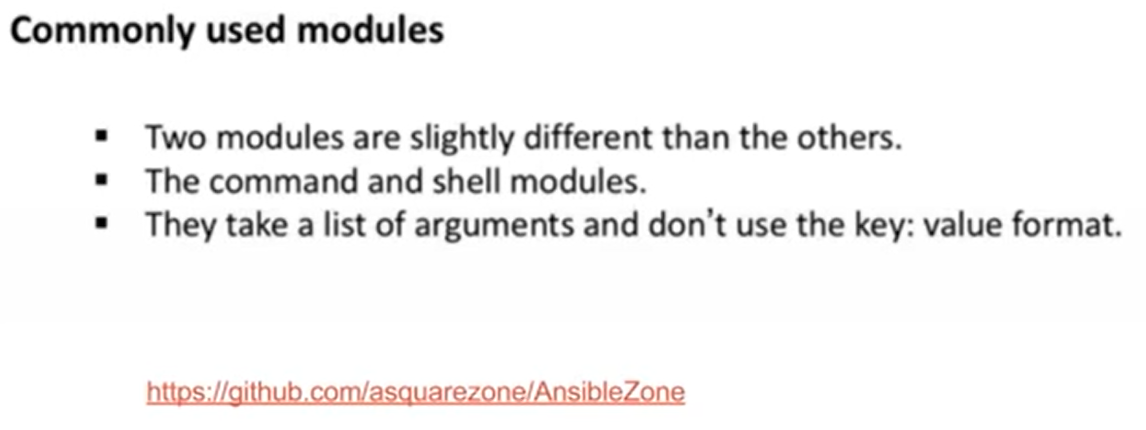 Commonly used modules
▪ Two modules are slightly different than the others.
▪ The command and shell modules.
▪ They take a list of arguments and don’t use the key: value format.
https://github.com/asquarezone/AnsibleZone